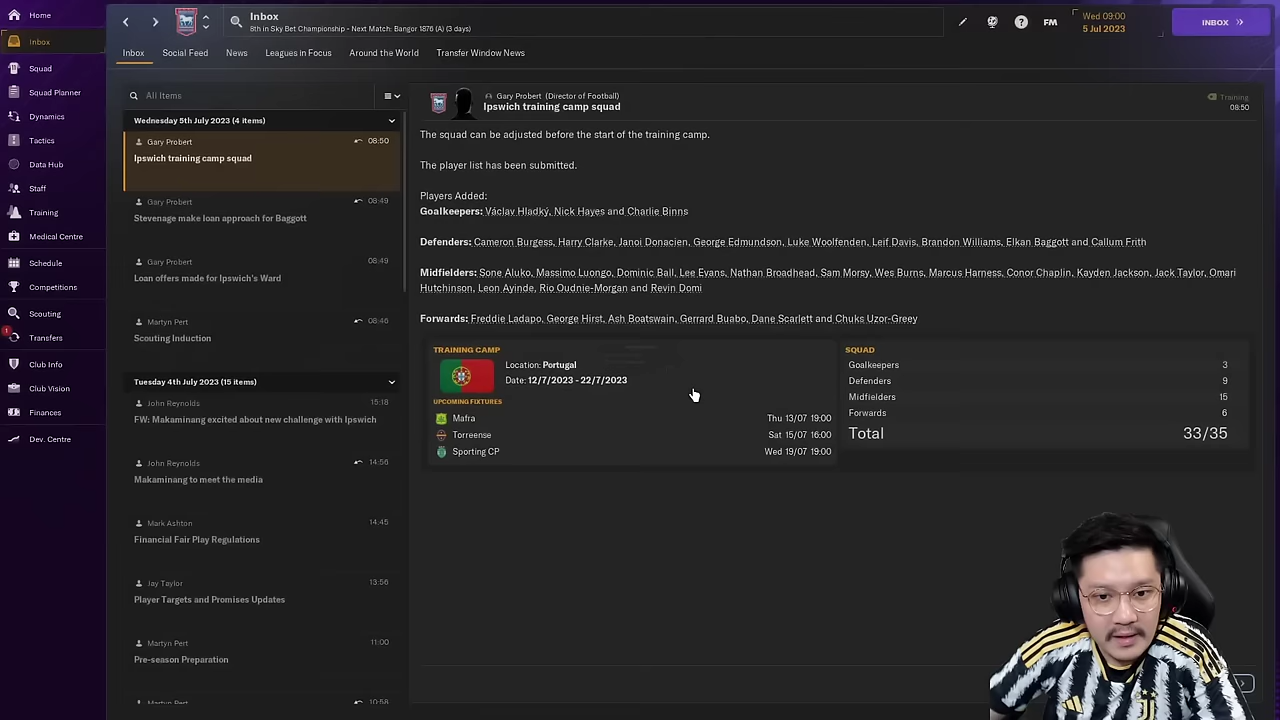 Home
Inbox
Squad
Squad Planner
Dynamics
Tactics
Data Hub
Staff
Training
Medical Centre
Schedule
Competitions
Scouting
1
Transfers
Club Info
Club Vision
Finances
Dev. Centre
Inbox
8th in Sky Bet Championship - Next Match: Bangor 1876 (A) (3 days)
FM
Wed 09:00
5 Jul 2023
INBOX
Inbox Social Feed News Leagues in Focus Around the World Transfer Window News
All Items
Wednesday 5th July 2023 (4 items)
Gary Probert 08:50
Ipswich training camp squad
Gary Probert 08:49
Stevenage make loan approach for Baggott
Gary Probert 08:49
Loan offers made for Ipswich's Ward
Martyn Pert 08:46
Scouting Induction
Tuesday 4th July 2023 (15 items)
John Reynolds 15:18
FW: Makaminang excited about new challenge with Ipswich
John Reynolds 14:56
Makaminang to meet the media
Mark Ashton 14:45
Financial Fair Play Regulations
Jay Taylor 13:56
Player Targets and Promises Updates
Martyn Pert 11:00
Pre-season Preparation
Martyn Pert 10:58
Gary Probert (Director of Football)
Ipswich training camp squad
Training
08:50
The squad can be adjusted before the start of the training camp.
The player list has been submitted.
Players Added:
Goalkeepers: Václav Hladký, Nick Hayes and Charlie Binns
Defenders: Cameron Burgess, Harry Clarke, Janoi Donacien, George Edmundson, Luke Woolfenden, Leif Davis, Brandon Williams, Elkan Baggott and Callum Frith
Midfielders: Sone Aluko, Massimo Luongo, Dominic Ball, Lee Evans, Nathan Broadhead, Sam Morsy, Wes Burns, Marcus Harness, Conor Chaplin, Kayden Jackson, Jack Taylor, Omari
Hutchinson, Leon Ayinde, Rio Oudnie-Morgan and Revin Domi
Forwards: Freddie Ladapo, George Hirst, Ash Boatswain, Gerrard Buabo, Dane Scarlett and Chuks Uzor-Greey
TRAINING CAMP
Location: Portugal
Date: 12/7/2023 - 22/7/2023
UPCOMING FIXTURES
Mafra Thu 13/07 19:00
Torreense Sat 15/07 16:00
Sporting CP Wed 19/07 19:00
SQUAD
Goalkeepers 3
Defenders 9
Midfielders 15
Forwards 6
Total 33/35